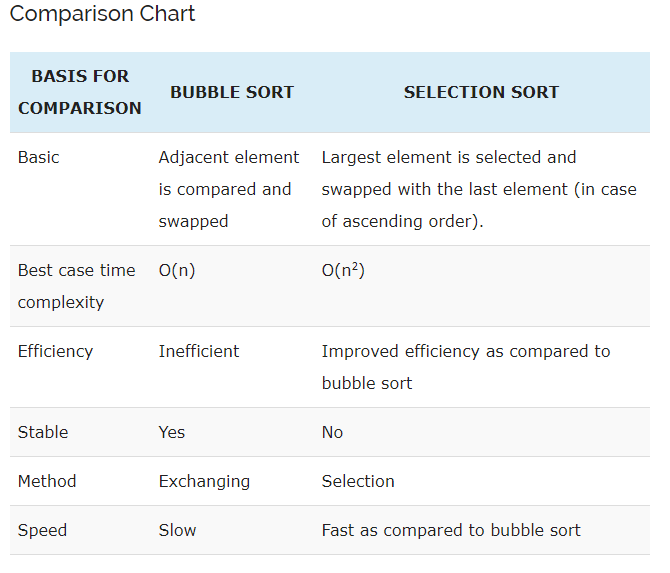 Comparison Chart
BASIS FOR
COMPARISON
BUBBLE SORT
SELECTION SORT
Basic
Adjacent element
is compared and
swapped
Largest element is selected and
swapped with the last element (in case
of ascending order).
Best case time
complexity
O(n)
O(n²)
Efficiency
Inefficient
Improved efficiency as compared to
bubble sort
Stable
Yes
No
Method
Exchanging
Selection
Speed
Slow
Fast as compared to bubble sort